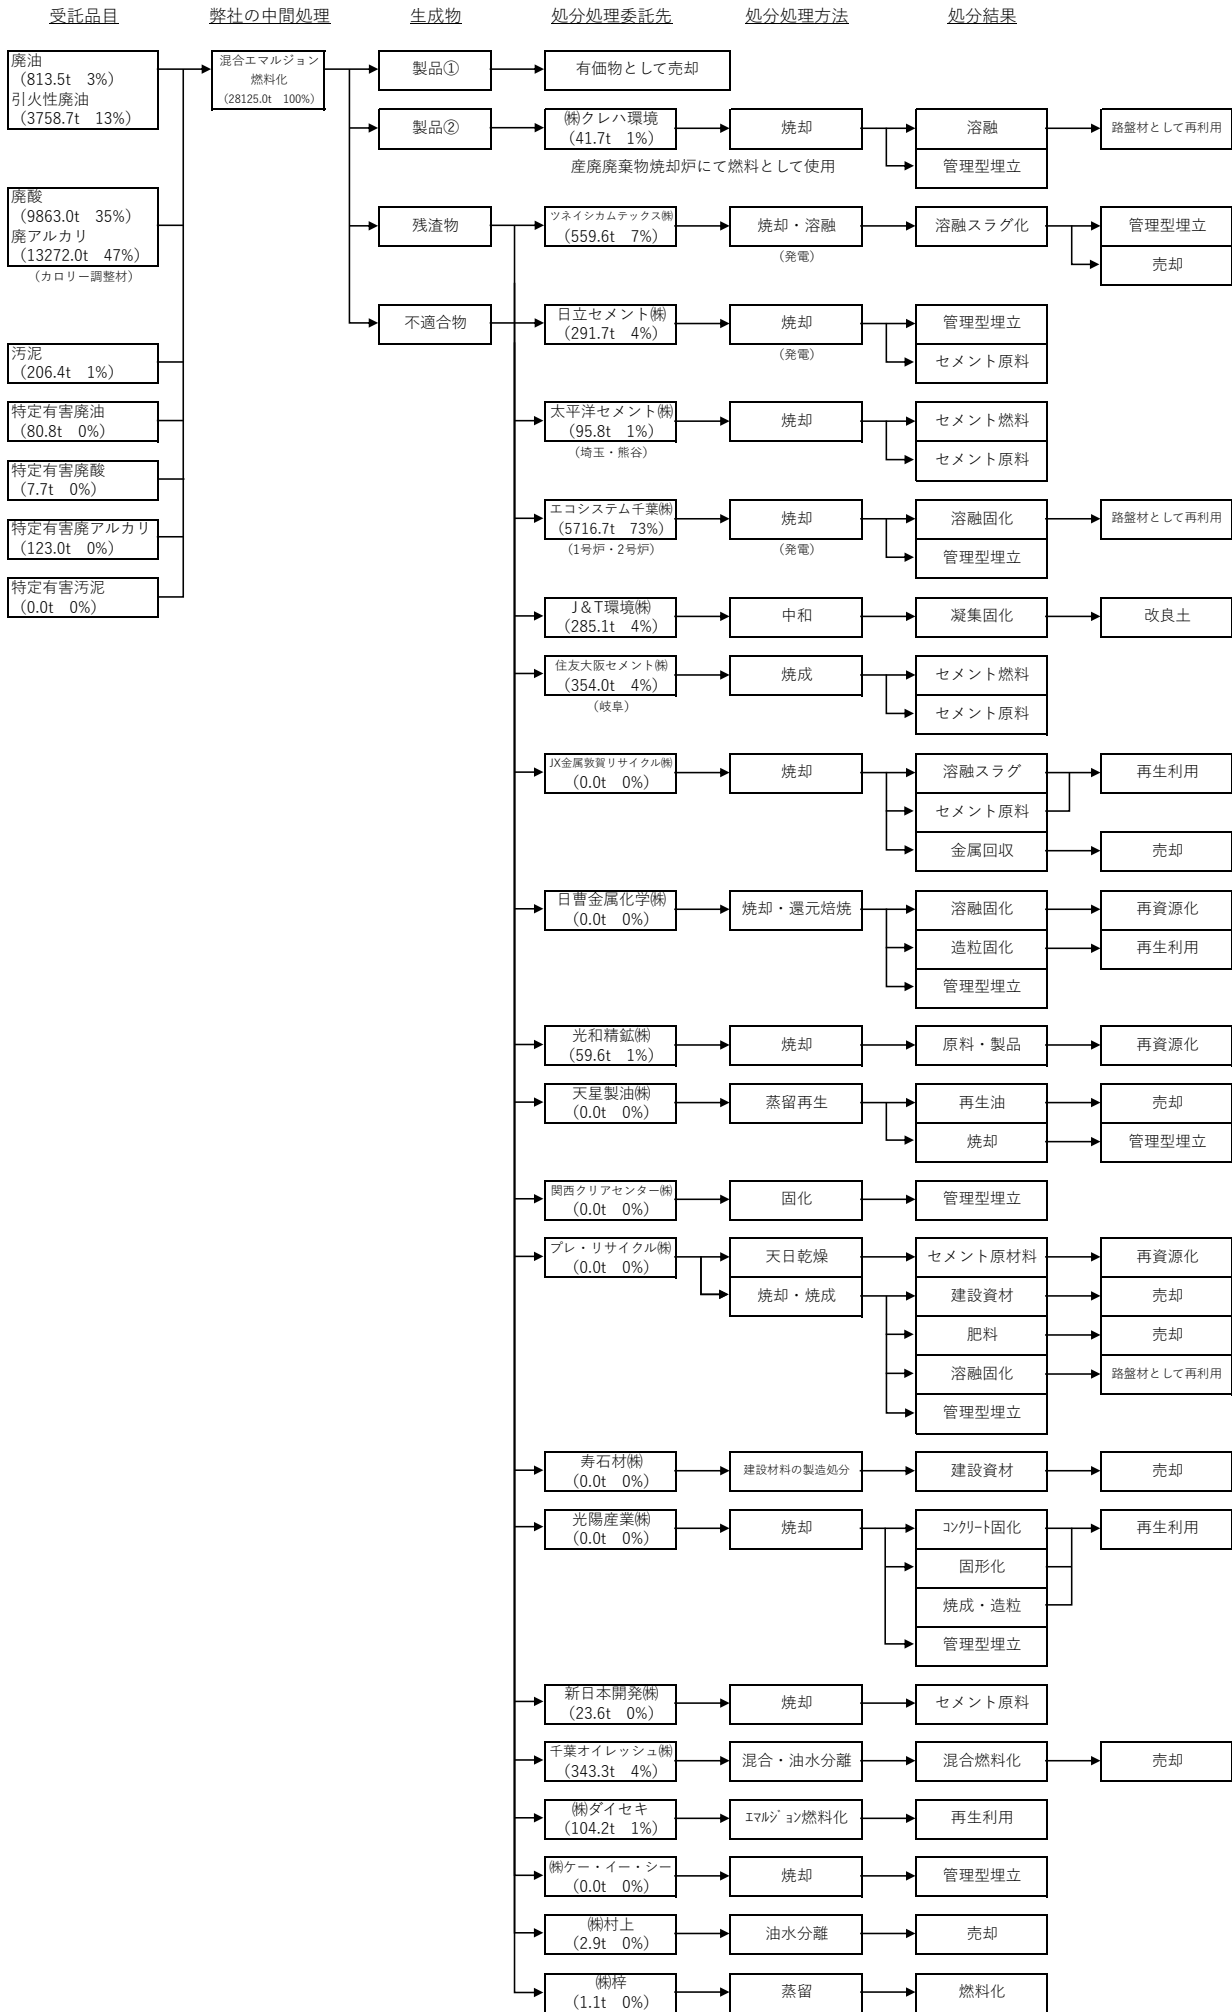 受託品目
弊社の中間処理
生成物
処分処理委託先
処分処理方法
処分結果
廃油
(813.5t 3%)
引火性廃油
(3758.7t 13%)
廃酸
(9863.0t 35%)
廃アルカリ
(13272.0t 47%)
(カロリー調整材)
汚泥
(206.4t 1%)
特定有害廃油
(80.8t 0%)
特定有害廃酸
(7.7t 0%)
特定有害廃アルカリ
(123.0t 0%)
特定有害汚泥
(0.0t 0%)
混合エマルジョン
燃料化
(28125.0t 100%)
製品①
有価物として売却
製品②
㈱クレハ環境
(41.7t 1%)
焼却
溶融
路盤材として再利用
管理型埋立
産廃廃棄物焼却炉にて燃料として使用
残渣物
ツネイシカムテックス㈱
(559.6t 7%)
焼却・溶融
(発電)
溶融スラグ化
管理型埋立
売却
不適合物
日立セメント㈱
(291.7t 4%)
焼却
(発電)
管理型埋立
セメント原料
太平洋セメント㈱
(95.8t 1%)
(埼玉・熊谷)
焼却
セメント燃料
セメント原料
エコシステム千葉㈱
(5716.7t 73%)
(1号炉・2号炉)
焼却
(発電)
溶融固化
路盤材として再利用
管理型埋立
J&T環境㈱
(285.1t 4%)
中和
凝集固化
改良土
住友大阪セメント㈱
(354.0t 4%)
(岐阜)
焼成
セメント燃料
セメント原料
JX金属敦賀リサイクル㈱
(0.0t 0%)
焼却
溶融スラグ
再生利用
セメント原料
金属回収
売却
日曹金属化学㈱
(0.0t 0%)
焼却・還元焙焼
溶融固化
再資源化
造粒固化
再生利用
管理型埋立
光和精鉱㈱
(59.6t 1%)
焼却
原料・製品
再資源化
天星製油㈱
(0.0t 0%)
蒸留再生
再生油
売却
焼却
管理型埋立
関西クリアセンター㈱
(0.0t 0%)
固化
管理型埋立
プレ・リサイクル㈱
(0.0t 0%)
天日乾燥
セメント原材料
再資源化
焼却・焼成
建設資材
売却
肥料
売却
溶融固化
路盤材として再利用
管理型埋立
寿石材㈱
(0.0t 0%)
建設材料の製造処分
建設資材
売却
光陽産業㈱
(0.0t 0%)
焼却
ｺﾝｸﾘｰﾄ固化
再生利用
固形化
焼成・造粒
管理型埋立
新日本開発㈱
(23.6t 0%)
焼却
セメント原料
千葉オイレッシュ㈱
(343.3t 4%)
混合・油水分離
混合燃料化
売却
㈱ダイセキ
(104.2t 1%)
ｴﾏﾙｼﾞｮﾝ燃料化
再生利用
㈱ケー・イー・シー
(0.0t 0%)
焼却
管理型埋立
㈱村上
(2.9t 0%)
油水分離
売却
㈱梓
(1.1t 0%)
蒸留
燃料化